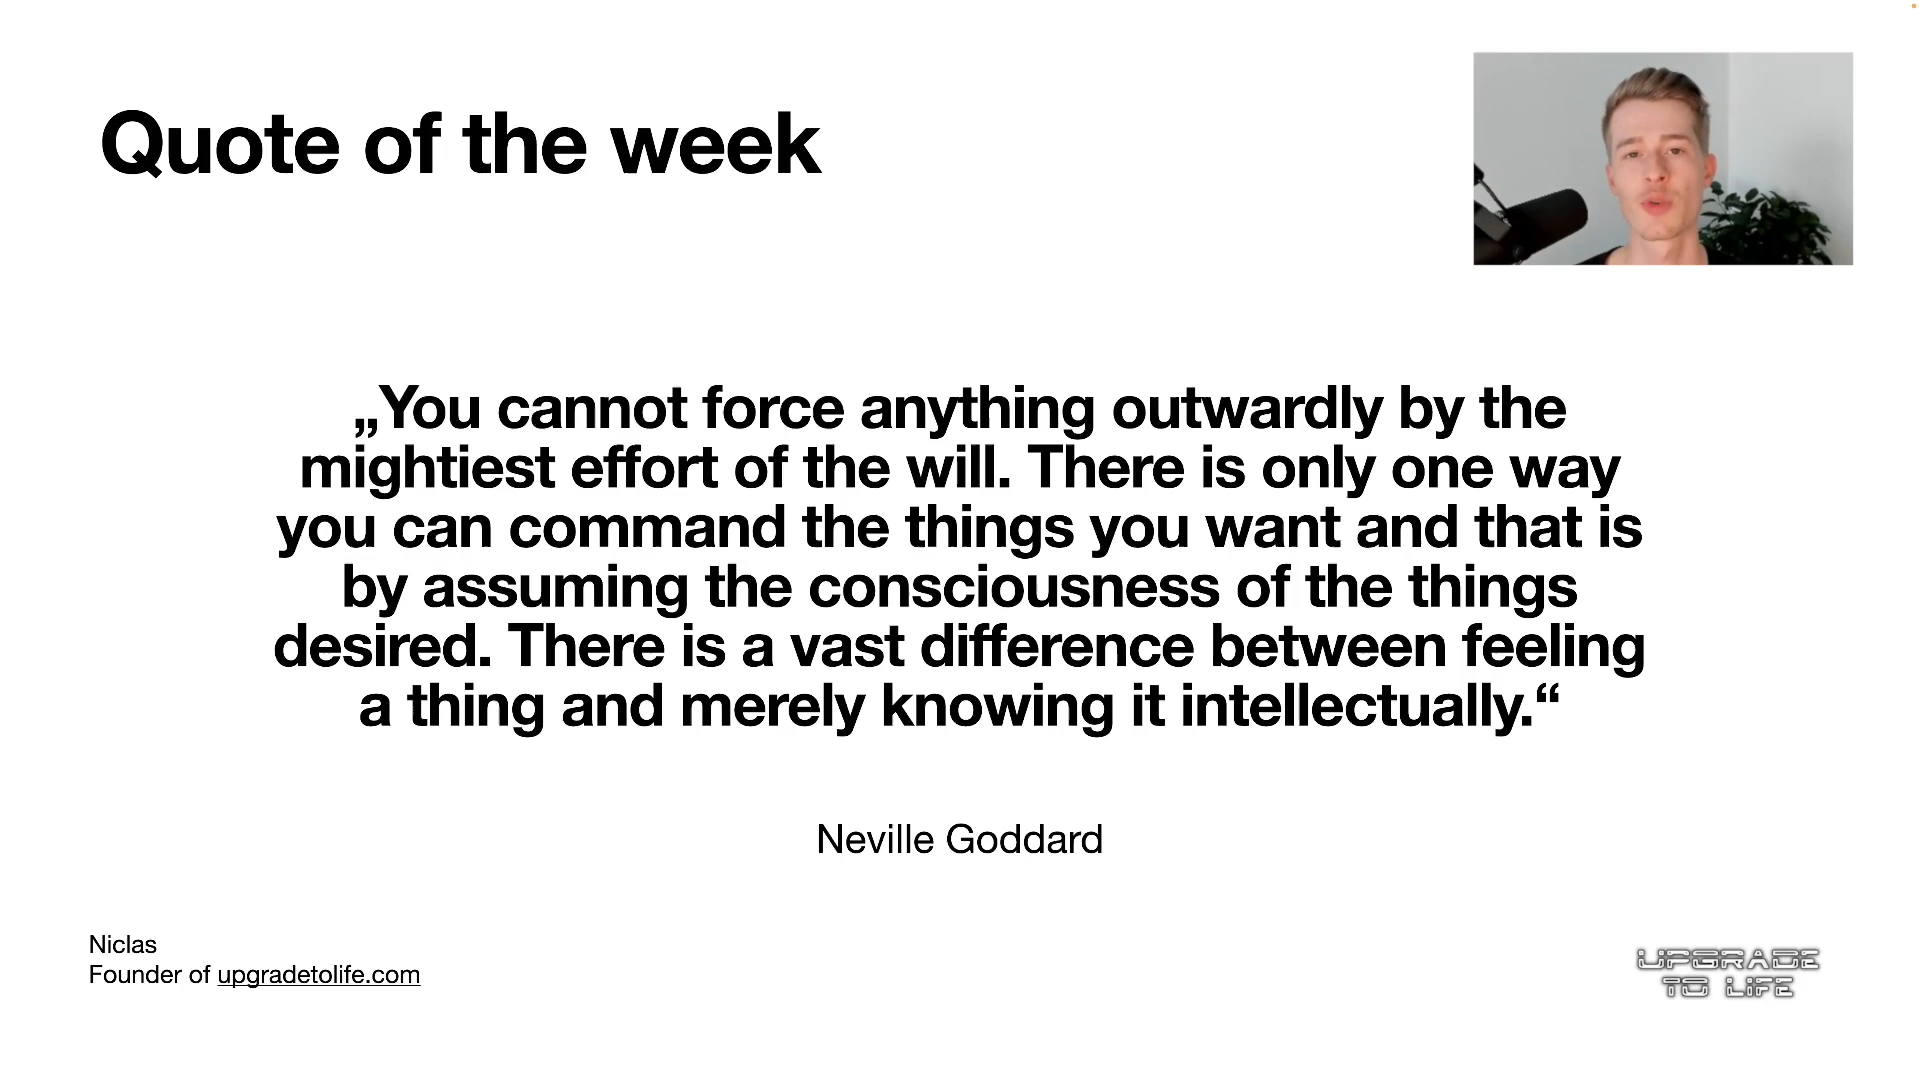 Quote of the week
„You cannot force anything outwardly by the
mightiest effort of the will. There is only one way
you can command the things you want and that is
by assuming the consciousness of the things
desired. There is a vast difference between feeling
a thing and merely knowing it intellectually.“
Neville Goddard
Niclas
Founder of upgradetolife.com
UPGRADE
TO LIFE